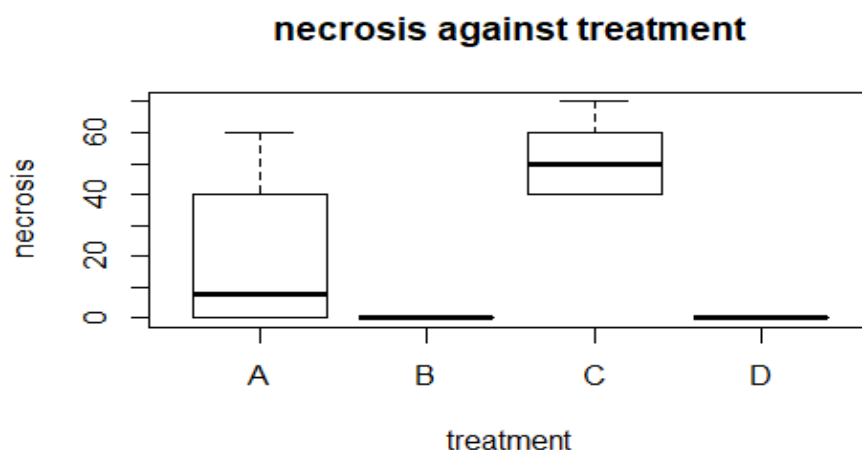 necrosis against treatment
necrosis
60
40
20
0
A B C D
treatment